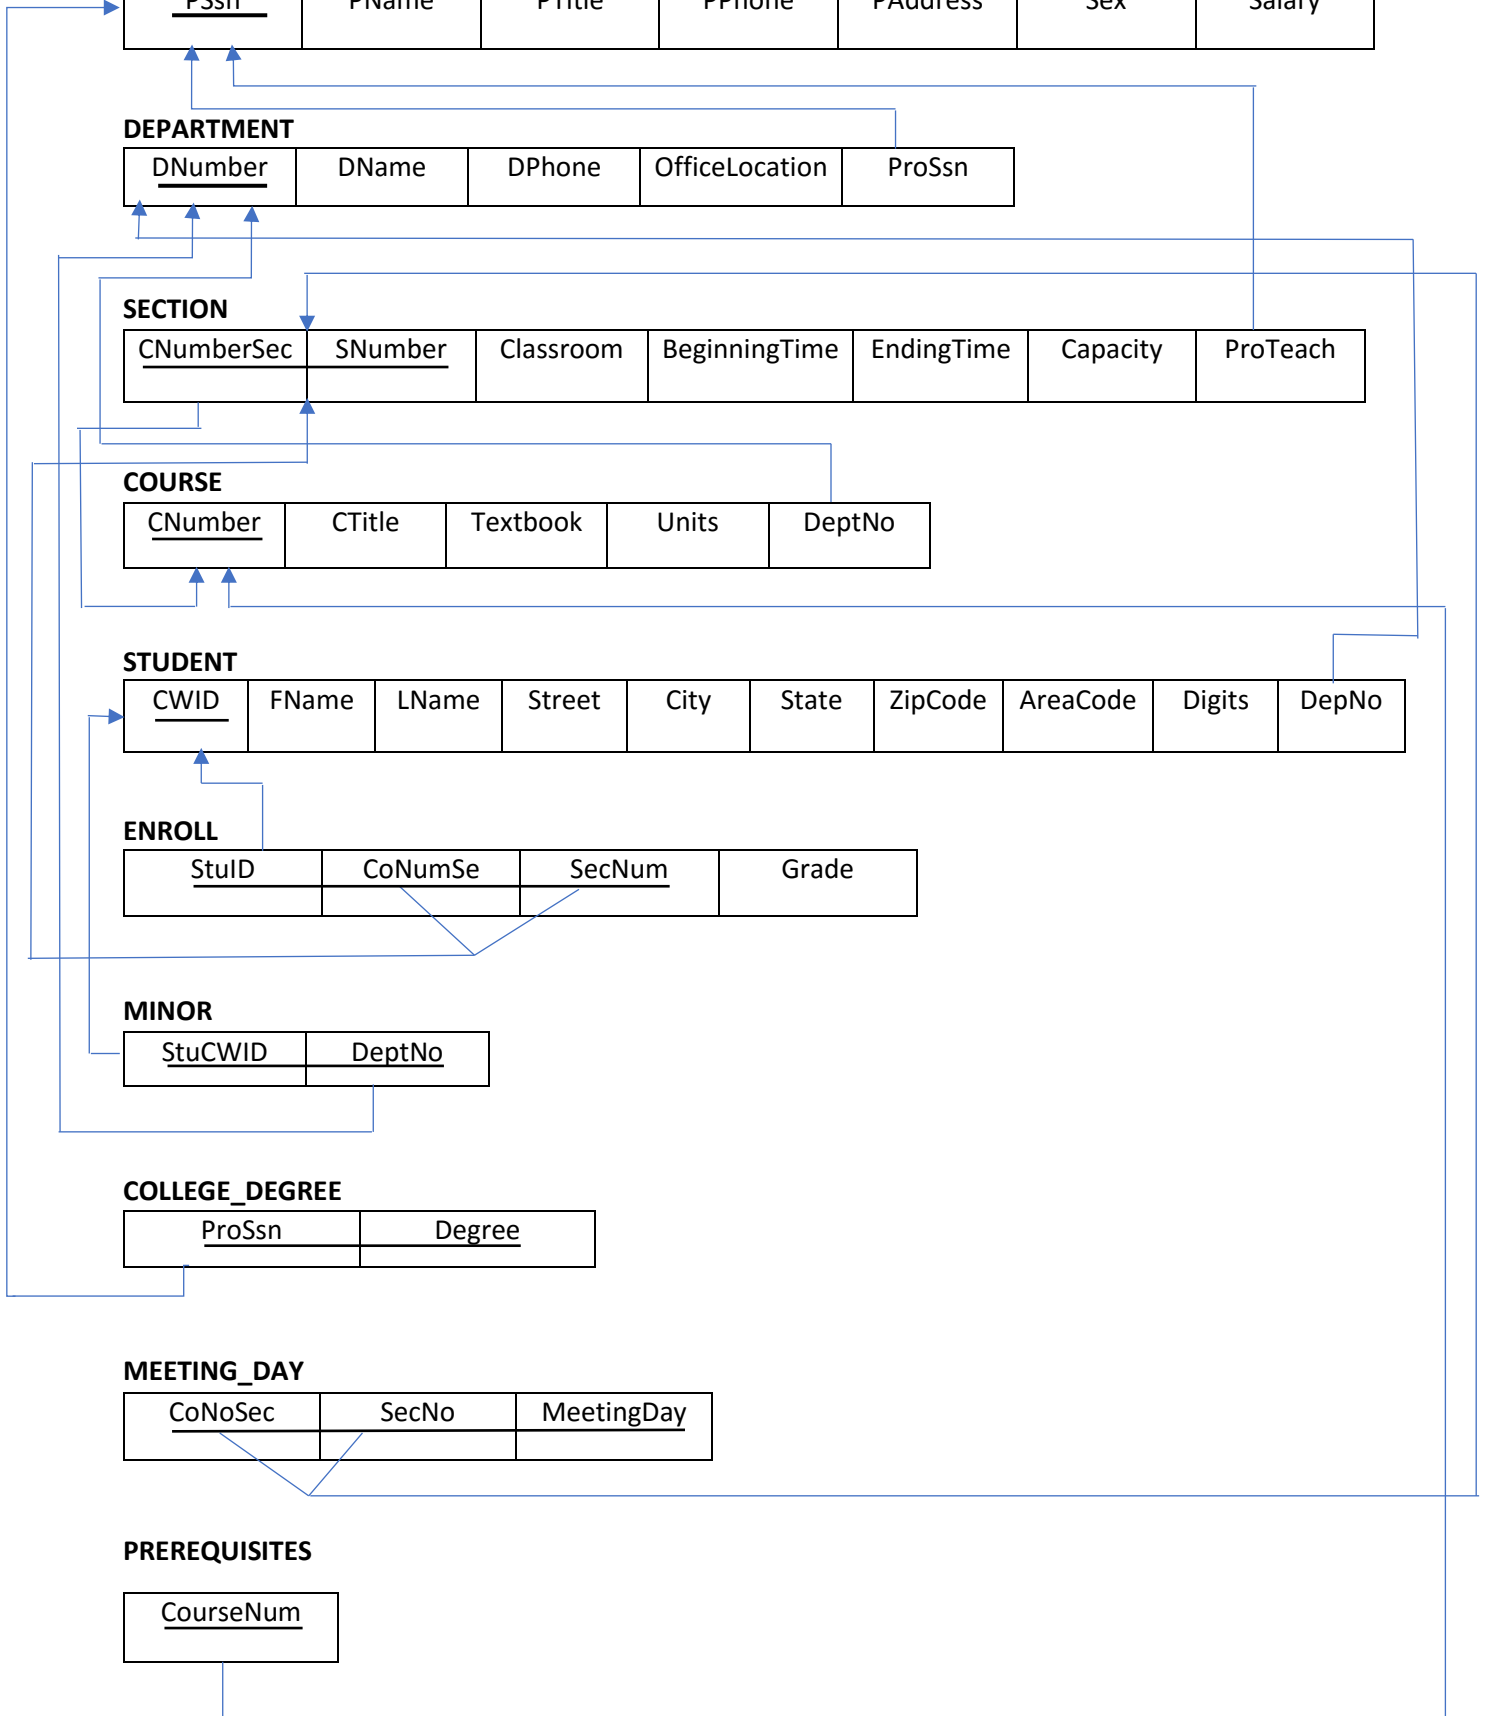 PSsn PName PTitle PPhone PAddress Sex Salary
DEPARTMENT
DNumber DName DPhone OfficeLocation ProSsn
SECTION
CNumberSec SNumber Classroom BeginningTime EndingTime Capacity ProTeach
COURSE
CNumber CTitle Textbook Units DeptNo
STUDENT
CWID FName LName Street City State ZipCode AreaCode Digits DepNo
ENROLL
StuID CoNumSe SecNum Grade
MINOR
StuCWID DeptNo
COLLEGE_DEGREE
ProSsn Degree
MEETING_DAY
CoNoSec SecNo MeetingDay
PREREQUISITES
CourseNum